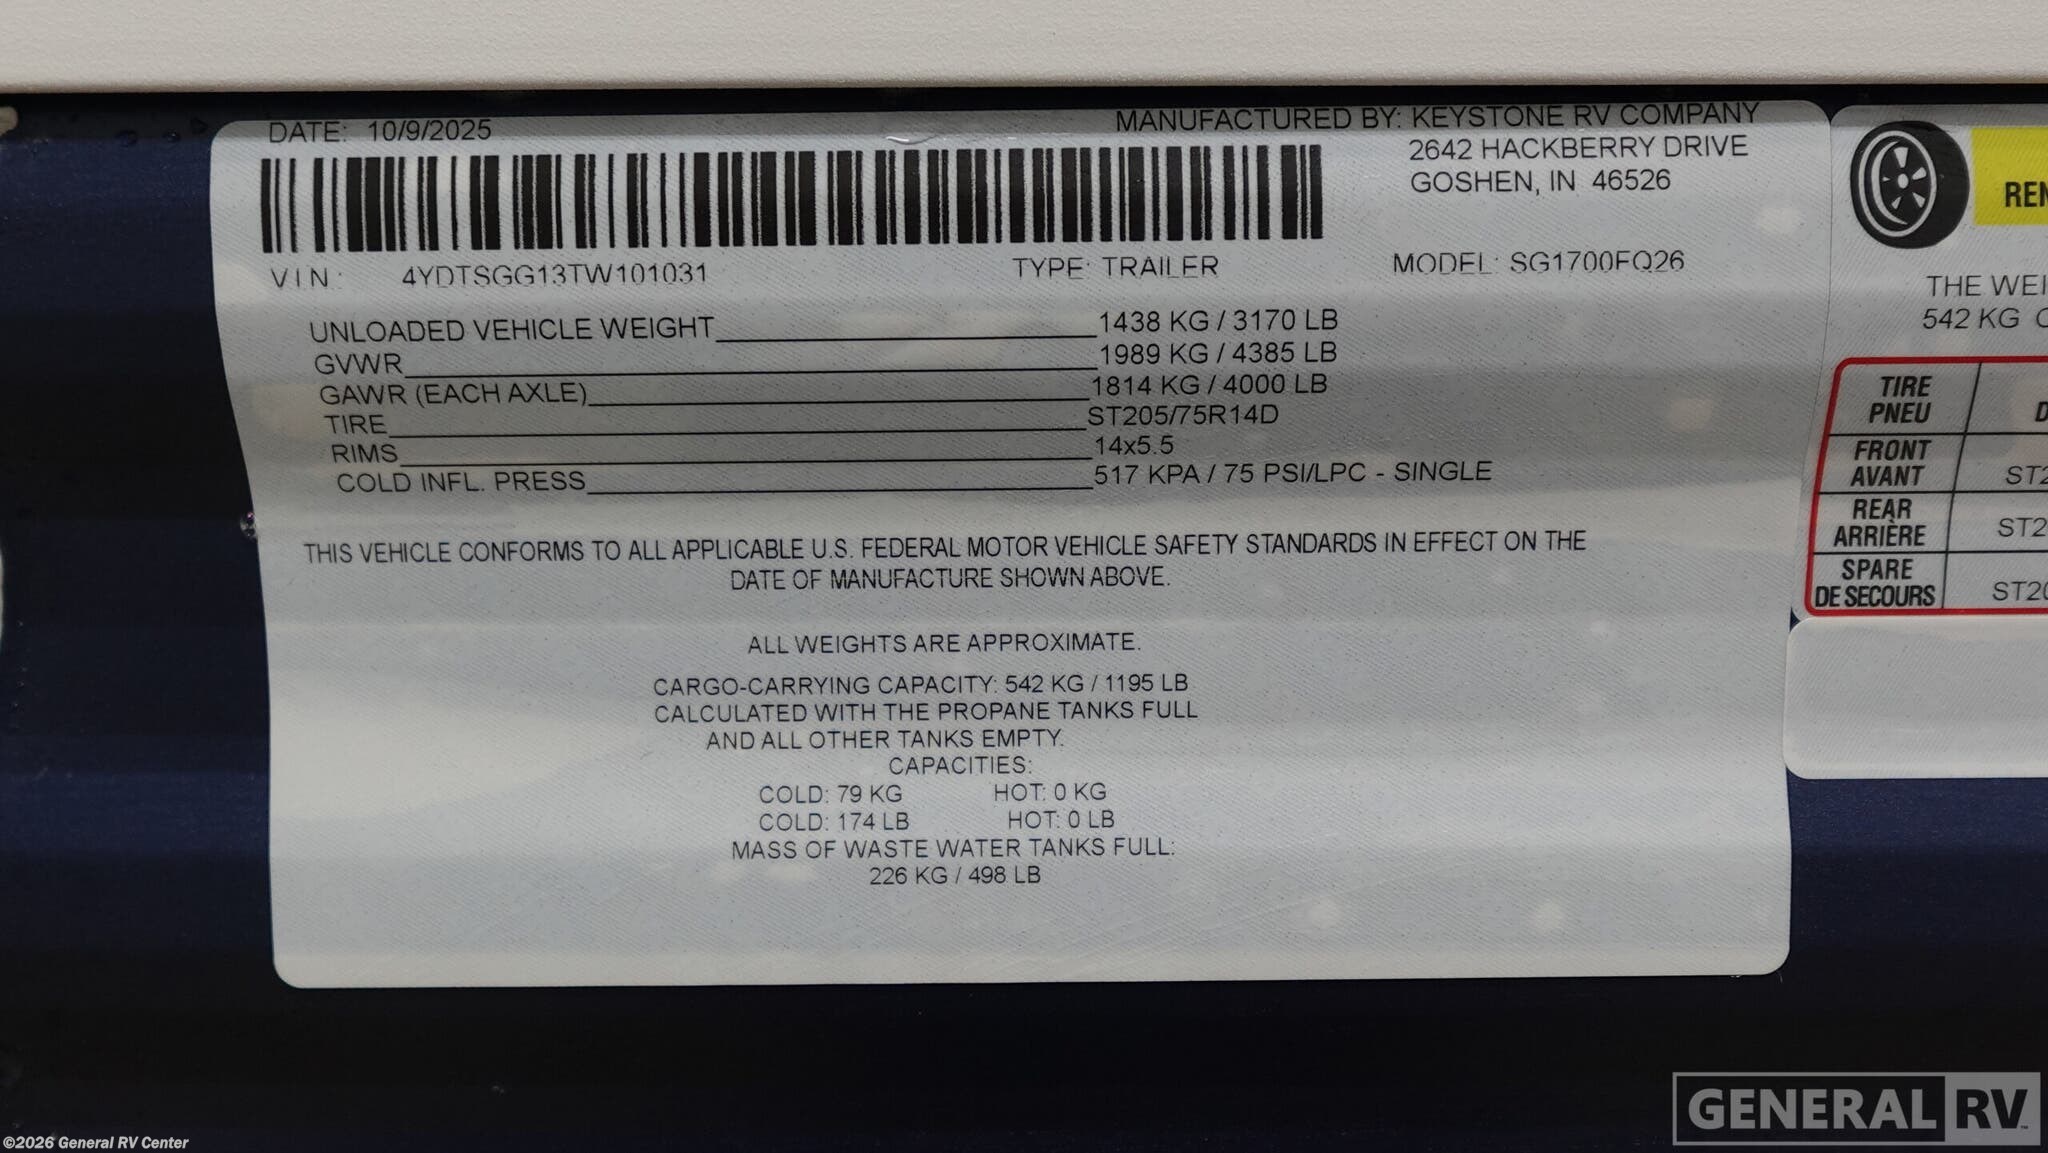 DATE: 10/9/2025
MANUFACTURED BY: KEYSTONE RV COMPANY
2642 HACKBERRY DRIVE
GOSHEN, IN 46526
VIN: 4YDTSGG13TW101031 TYPE: TRAILER MODEL: SG1700FQ26
UNLOADED VEHICLE WEIGHT 1438 KG / 3170 LB
GVWR 1989 KG / 4385 LB
GAWR (EACH AXLE) 1814 KG / 4000 LB
TIRE ST205/75R14D
RIMS 14x5.5
COLD INFL. PRESS 517 KPA / 75 PSI/LPC - SINGLE
THIS VEHICLE CONFORMS TO ALL APPLICABLE U.S. FEDERAL MOTOR VEHICLE SAFETY STANDARDS IN EFFECT ON THE
DATE OF MANUFACTURE SHOWN ABOVE.
ALL WEIGHTS ARE APPROXIMATE.
CARGO-CARRYING CAPACITY: 542 KG / 1195 LB
CALCULATED WITH THE PROPANE TANKS FULL
AND ALL OTHER TANKS EMPTY.
CAPACITIES:
COLD: 79 KG HOT: 0 KG
COLD: 174 LB HOT: 0 LB
MASS OF WASTE WATER TANKS FULL:
226 KG / 498 LB
THE
542 KG
TIRE
PNEU
FRONT
AVANT
REAR
ARRIÈRE
SPARE
DE SECOURS
GENERAL RV
©2026 General RV Center